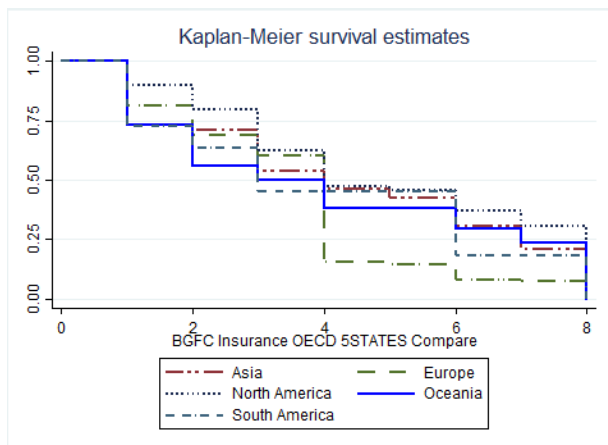 Kaplan-Meier survival estimates
1.00
0.75
0.50
0.25
0.00
0 2 4 6 8
BGFC Insurance OECD 5STATES Compare
Asia Europe
North America Oceania
South America